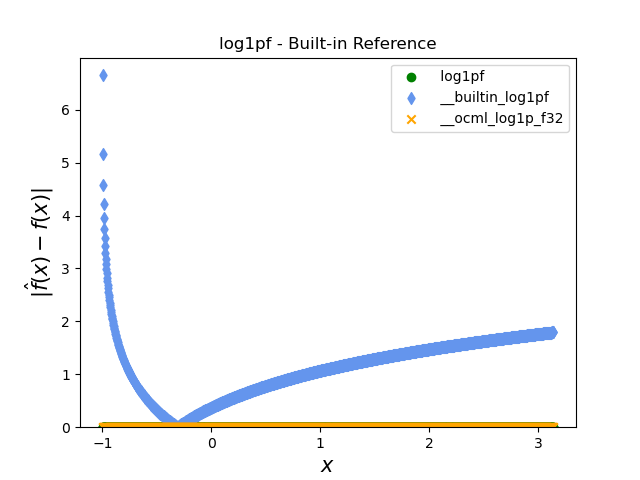 log1pf - Built-in Reference
log1pf
__builtin_log1pf
__ocml_log1p_f32
|f̂(x) − f(x)|
6
5
4
3
2
1
0
−1 0 1 2 3
x